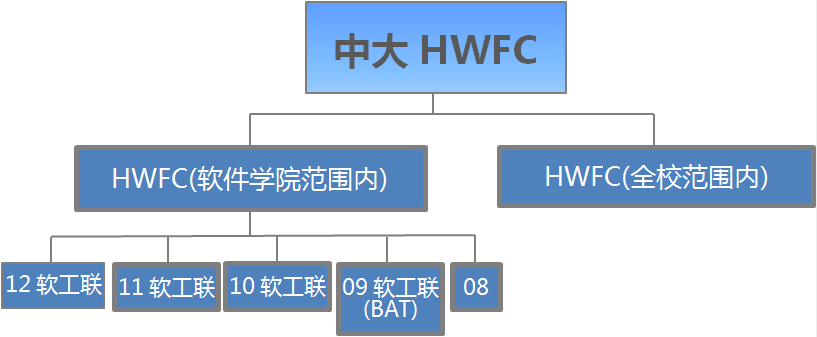 中大 HWFC
HWFC(软件学院范围内)
HWFC(全校范围内)
12 软工联
11 软工联
10 软工联
09 软工联
(BAT)
08